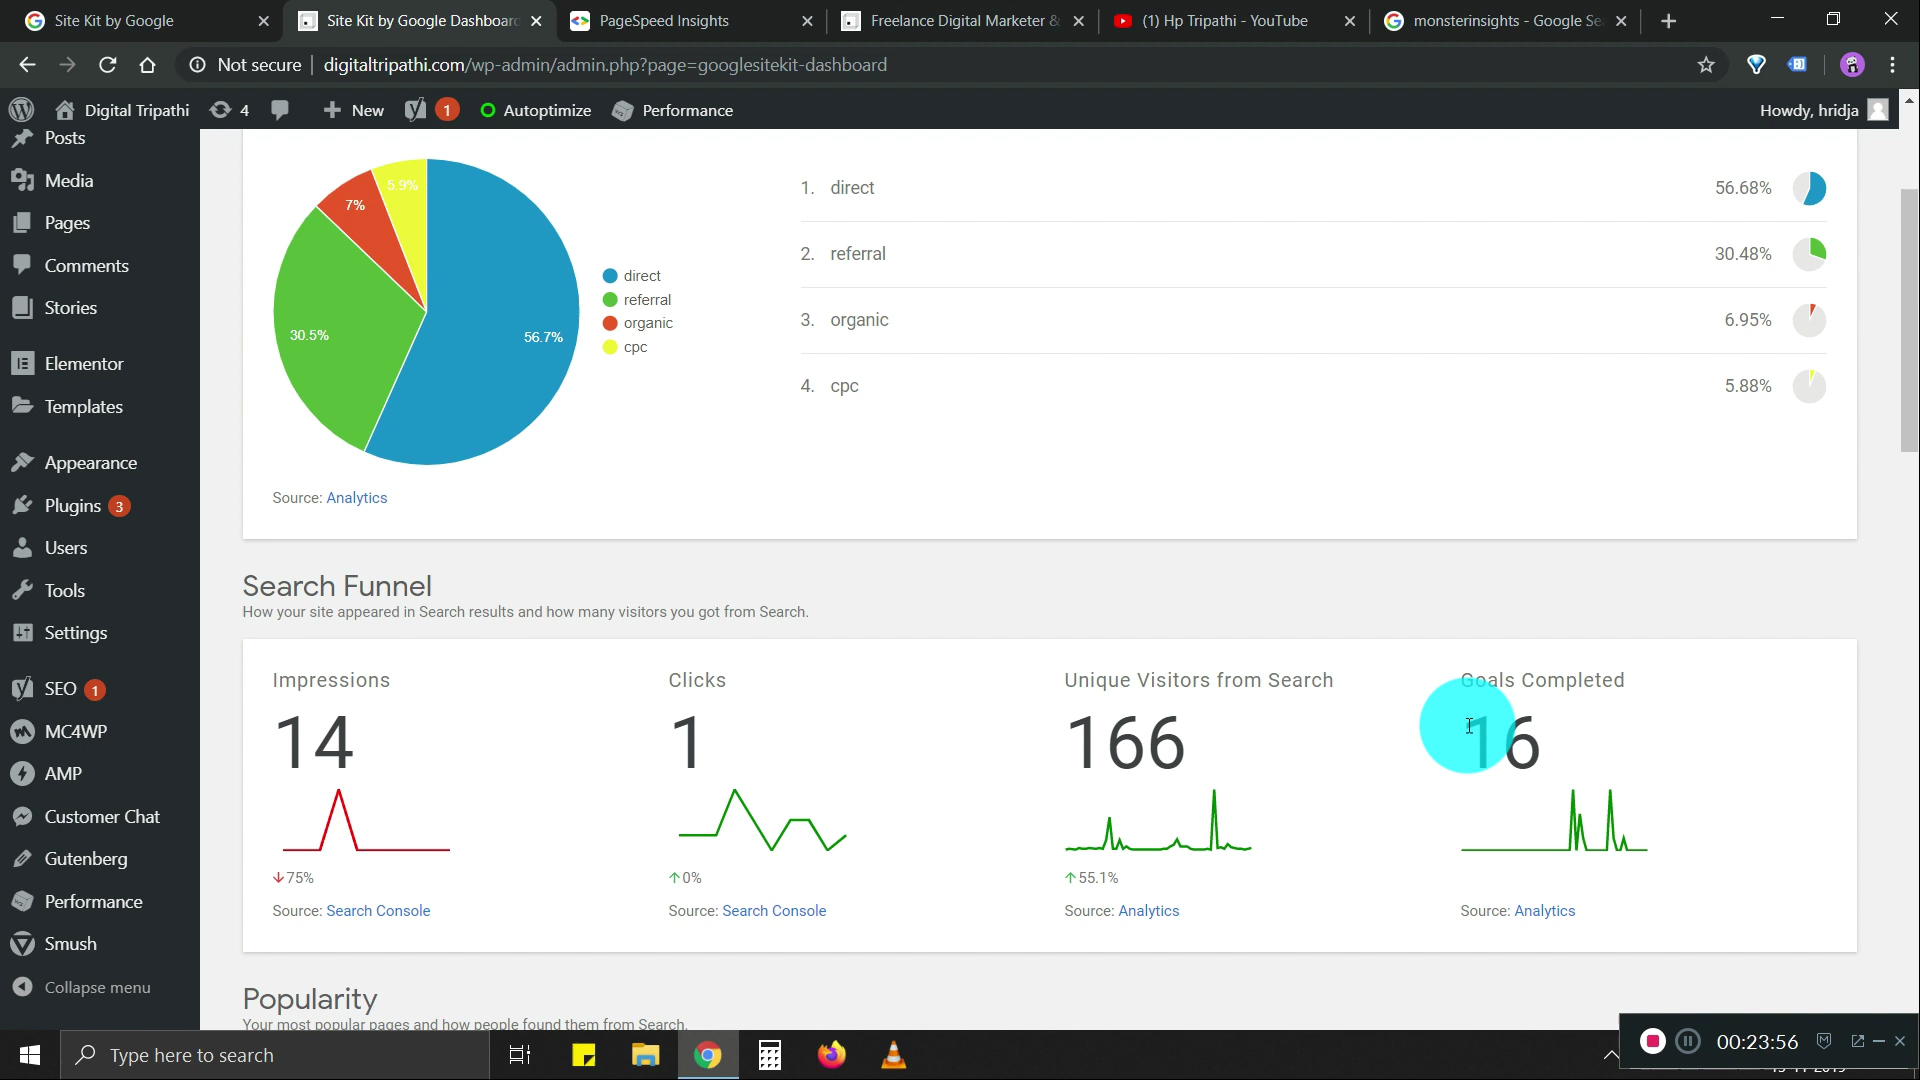 Site Kit by Google
Site Kit by Google Dashboard
PageSpeed Insights
Freelance Digital Marketer &
(1) Hp Tripathi - YouTube
monsterinsights - Google Se
Not secure
digitaltripathi.com/wp-admin/admin.php?page=googlesitekit-dashboard
Digital Tripathi
4
New
1
Autoptimize
Performance
Howdy, hridja
Posts
Media
Pages
Comments
Stories
Elementor
Templates
Appearance
Plugins 3
Users
Tools
Settings
SEO 1
MC4WP
AMP
Customer Chat
Gutenberg
Performance
Smush
Collapse menu
5.9%
7%
30.5%
56.7%
direct
referral
organic
cpc
1. direct 56.68%
2. referral 30.48%
3. organic 6.95%
4. cpc 5.88%
Source: Analytics
Search Funnel
How your site appeared in Search results and how many visitors you got from Search.
Impressions
14
75%
Source: Search Console
Clicks
1
0%
Source: Search Console
Unique Visitors from Search
166
55.1%
Source: Analytics
Goals Completed
16
Source: Analytics
Popularity
Your most popular pages and how people found them from Search.
Type here to search
00:23:56